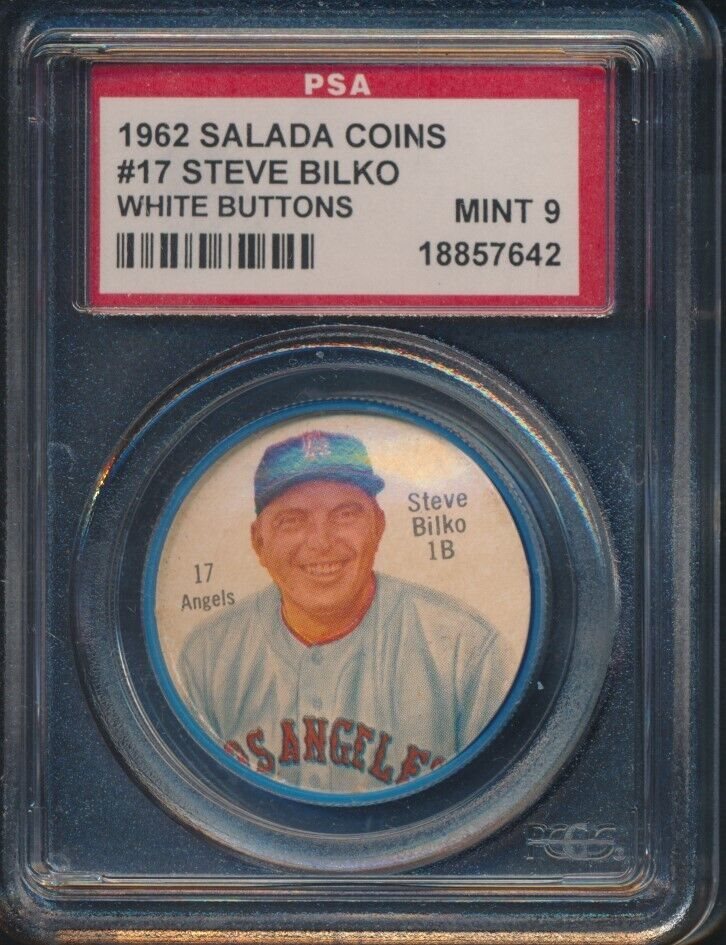 PSA
1962 SALADA COINS
#17 STEVE BILKO
WHITE BUTTONS
MINT 9
18857642
Steve
Bilko
1B
17
Angels
OS ANGELE
PCGS